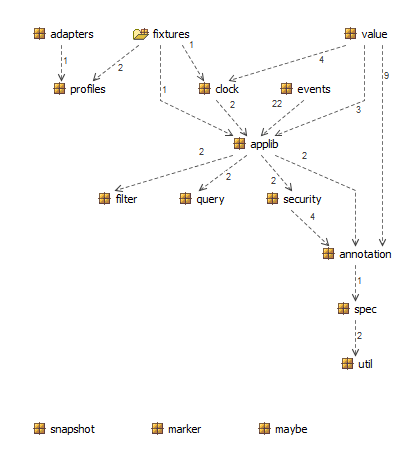 adapters fixtures value
1 2 1 4 9
profiles clock events
1 2 22 3
applib
2 2 2 2
filter query security
4
annotation
1
spec
2
util
snapshot marker maybe